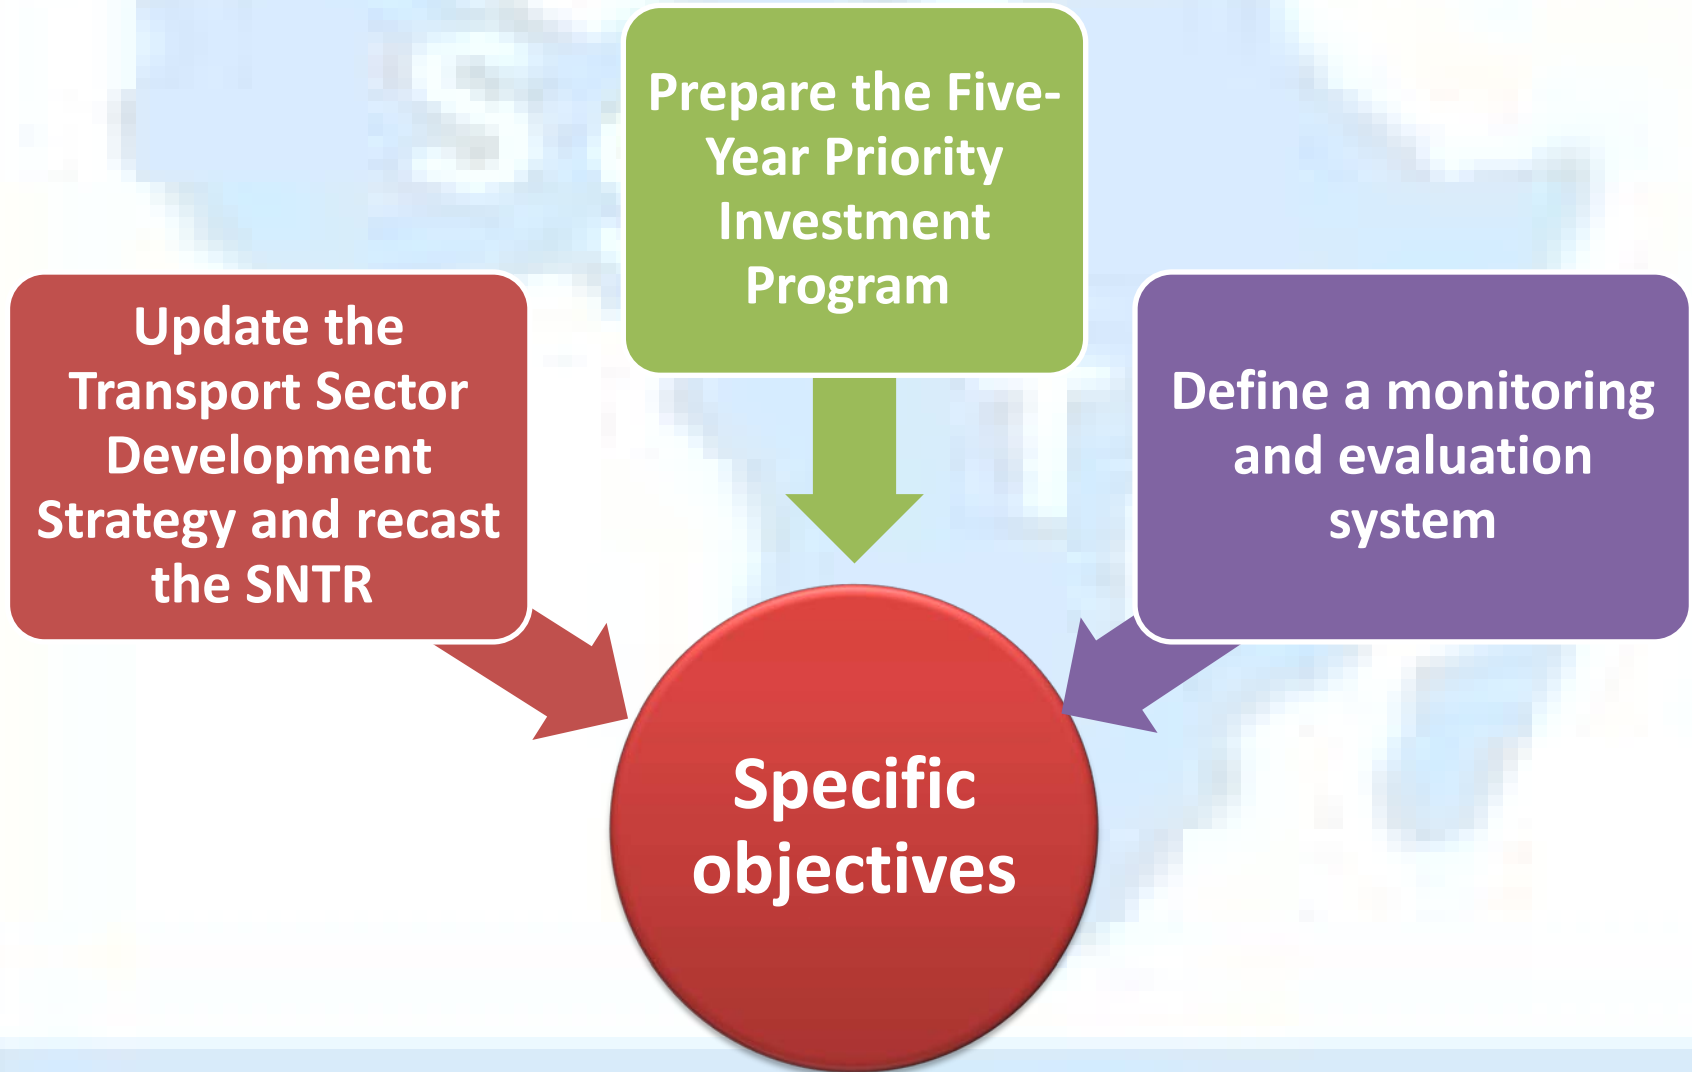 Prepare the Five-
Year Priority
Investment
Program
Update the
Transport Sector
Development
Strategy and recast
the SNTR
Define a monitoring
and evaluation
system
Specific
objectives